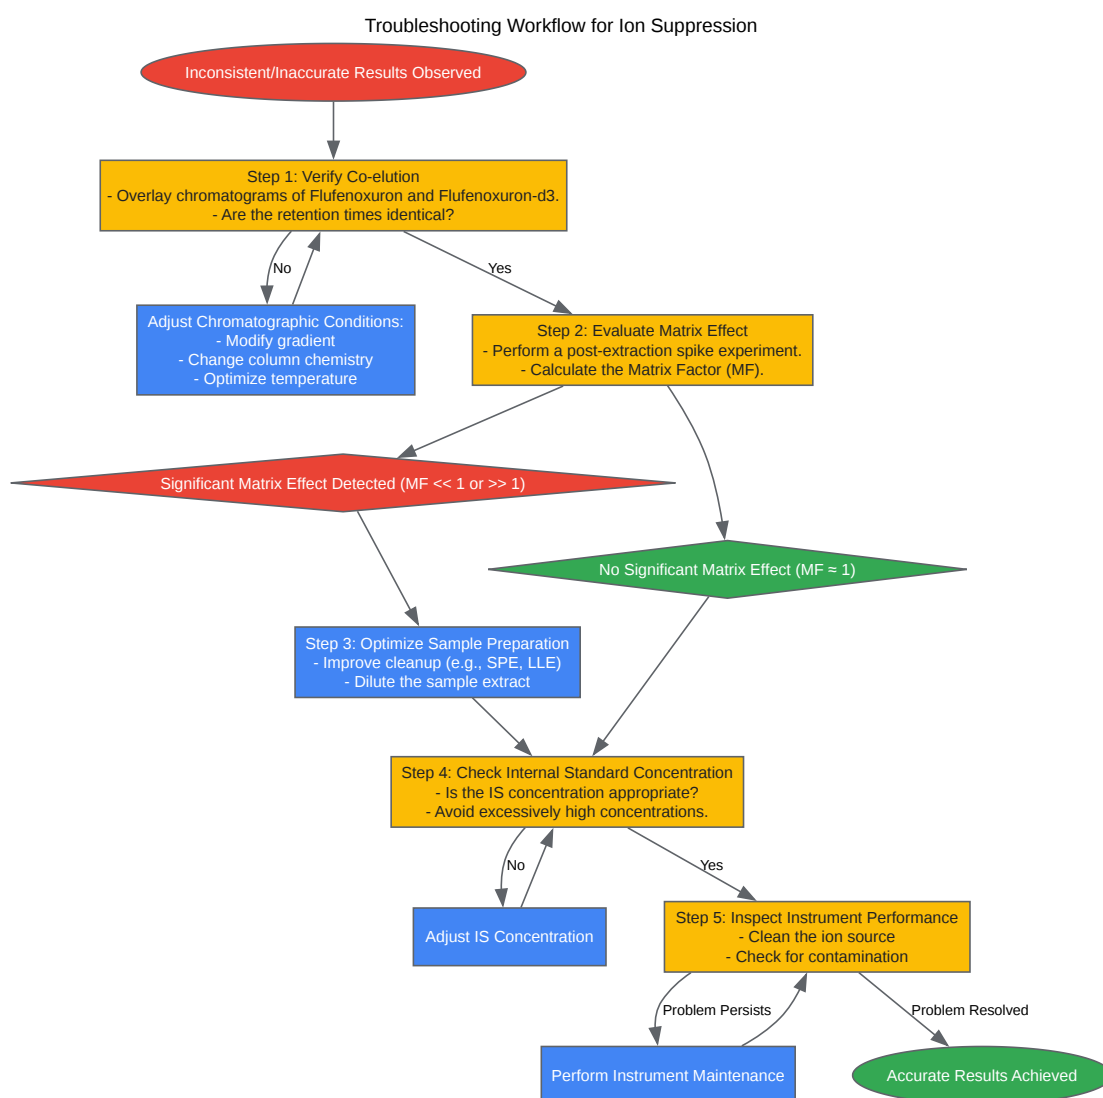 Troubleshooting Workflow for Ion Suppression
Inconsistent/Inaccurate Results Observed
Step 1: Verify Co-elution
- Overlay chromatograms of Flufenoxuron and Flufenoxuron-d3.
- Are the retention times identical?
No
Yes
Adjust Chromatographic Conditions:
- Modify gradient
- Change column chemistry
- Optimize temperature
Step 2: Evaluate Matrix Effect
- Perform a post-extraction spike experiment.
- Calculate the Matrix Factor (MF).
Significant Matrix Effect Detected (MF << 1 or >> 1)
No Significant Matrix Effect (MF ≈ 1)
Step 3: Optimize Sample Preparation
- Improve cleanup (e.g., SPE, LLE)
- Dilute the sample extract
Step 4: Check Internal Standard Concentration
- Is the IS concentration appropriate?
- Avoid excessively high concentrations.
No
Yes
Adjust IS Concentration
Step 5: Inspect Instrument Performance
- Clean the ion source
- Check for contamination
Problem Persists
Problem Resolved
Perform Instrument Maintenance
Accurate Results Achieved